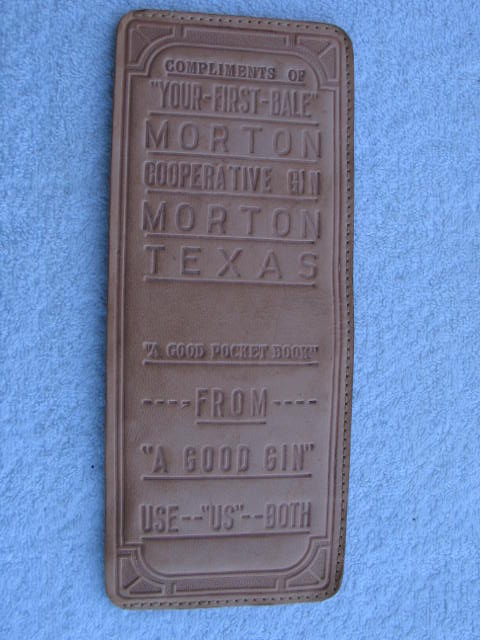 COMPLIMENTS OF
"YOUR-FIRST-BALE"
MORTON
COOPERATIVE GIN
MORTON
TEXAS
"A GOOD POCKET BOOK"
----FROM----
"A GOOD GIN"
USE--"US"--BOTH